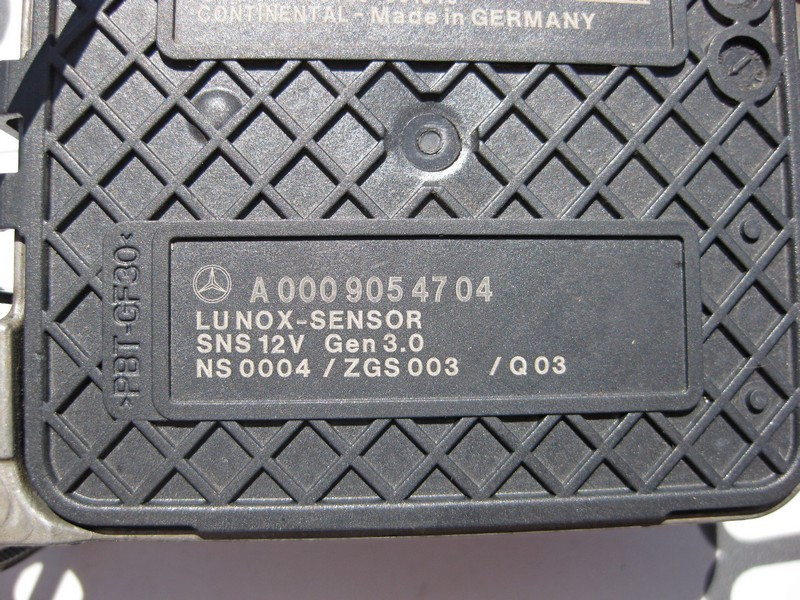 CONTINENTAL - Made in GERMANY
A 000 905 47 04
LU NOX-SENSOR
SNS 12V Gen 3.0
NS 0004 / ZGS 003 / Q 03
>PBT-GF30<